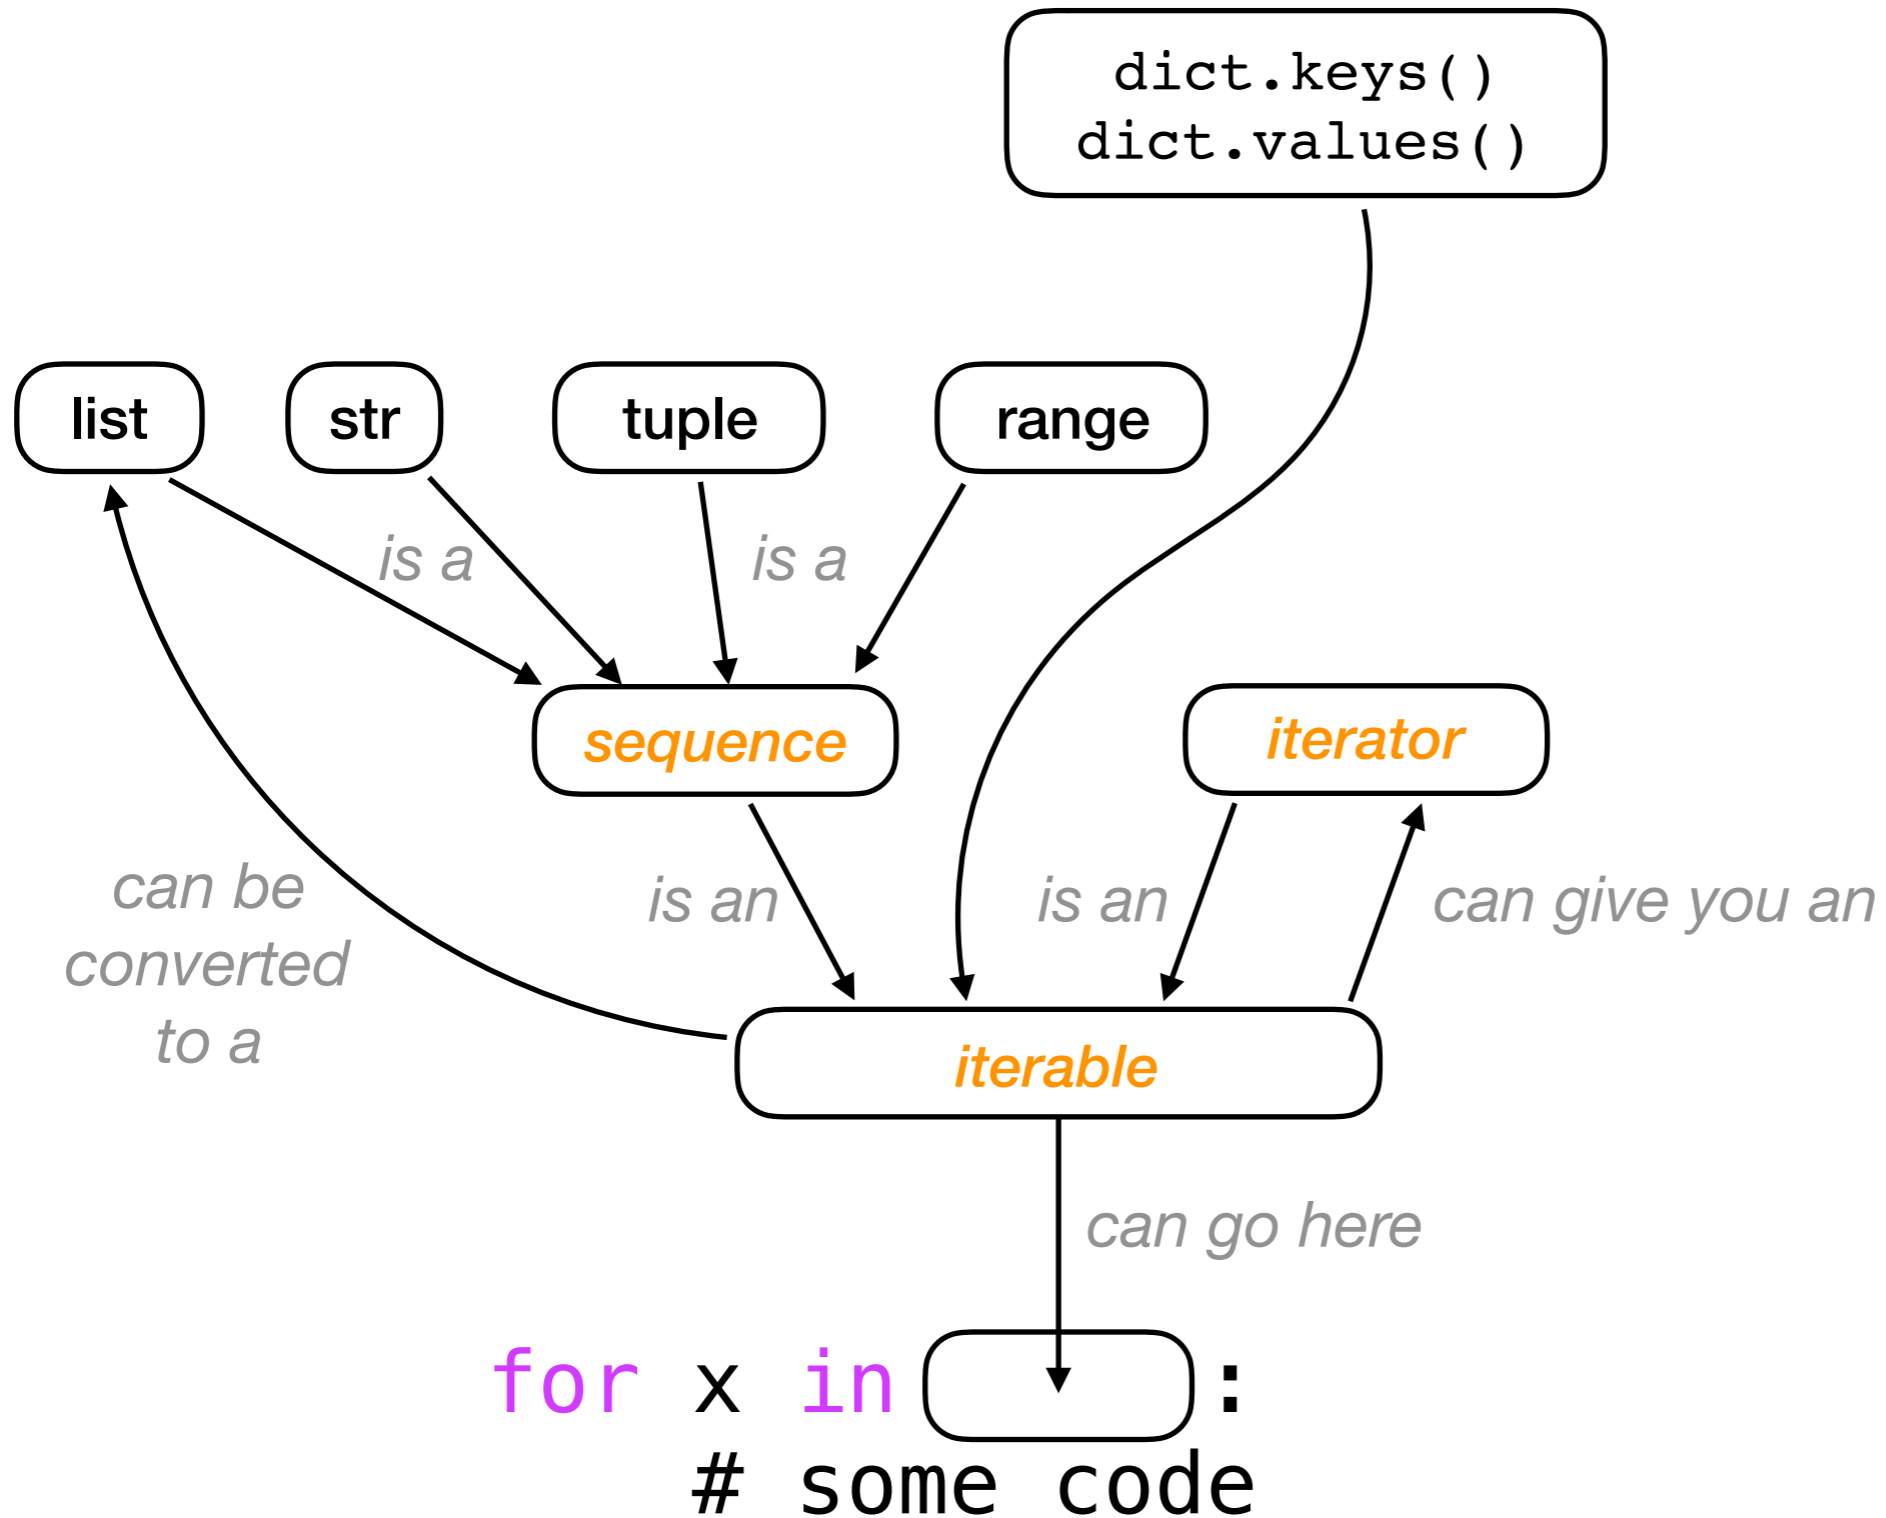 dict.keys()
dict.values()
list
str
tuple
range
is a
is a
sequence
iterator
can be
converted
to a
is an
is an
can give you an
iterable
can go here
for x in :
# some code